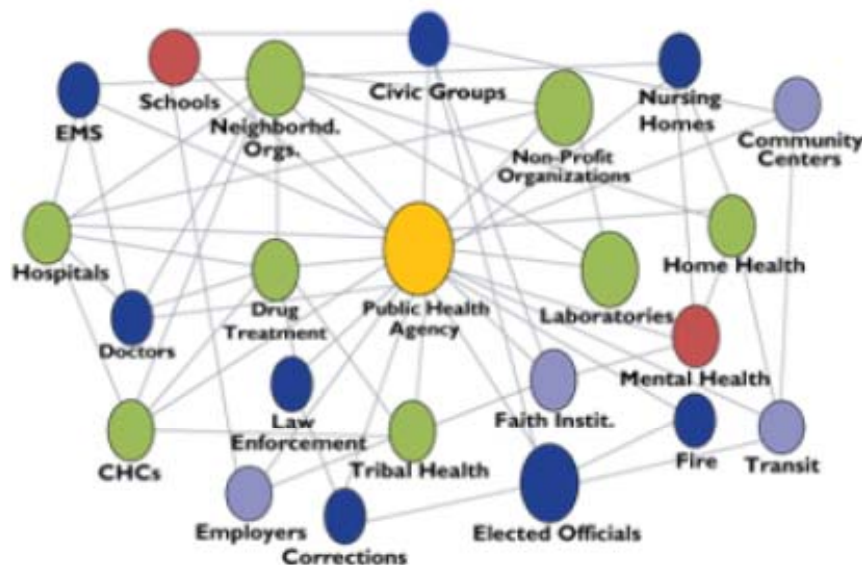 Schools
Civic Groups
EMS
Neighborhd.
Orgs.
Nursing
Homes
Non-Profit
Organizations
Community
Centers
Hospitals
Drug
Treatment
Public Health
Agency
Laboratories
Home Health
Doctors
Mental Health
CHCs
Law
Enforcement
Tribal Health
Faith Instit.
Fire
Transit
Employers
Corrections
Elected Officials